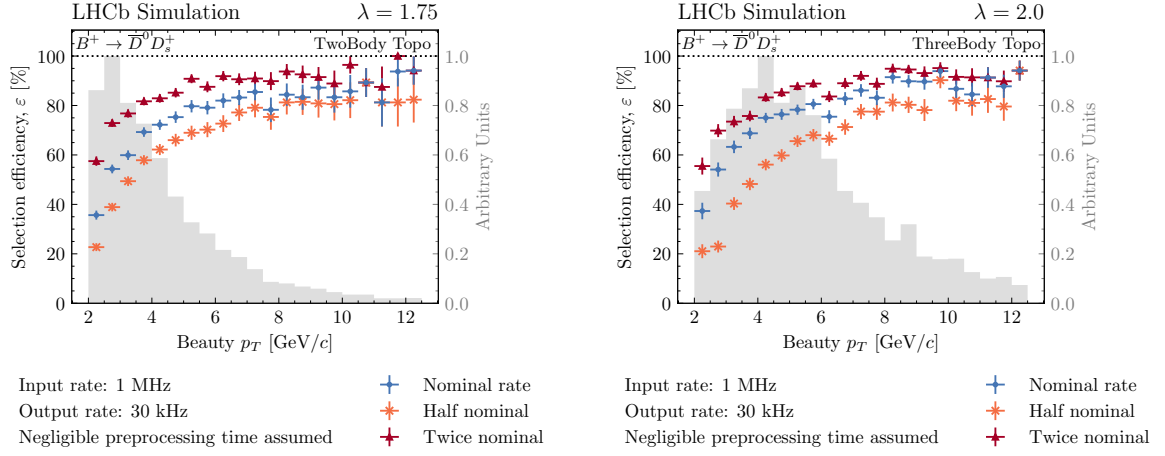 LHCb Simulation λ = 1.75
B⁺ → D̅⁰D_s⁺ TwoBody Topo
Selection efficiency, ε [%]
100
80
60
40
20
0
1.0
0.8
0.6
0.4
0.2
0.0
Arbitrary Units
2 4 6 8 10 12
Beauty p_T [GeV/c]
Input rate: 1 MHz
Output rate: 30 kHz
Negligible preprocessing time assumed
Nominal rate
Half nominal
Twice nominal
LHCb Simulation λ = 2.0
B⁺ → D̅⁰D_s⁺ ThreeBody Topo
Selection efficiency, ε [%]
100
80
60
40
20
0
1.0
0.8
0.6
0.4
0.2
0.0
Arbitrary Units
2 4 6 8 10 12
Beauty p_T [GeV/c]
Input rate: 1 MHz
Output rate: 30 kHz
Negligible preprocessing time assumed
Nominal rate
Half nominal
Twice nominal